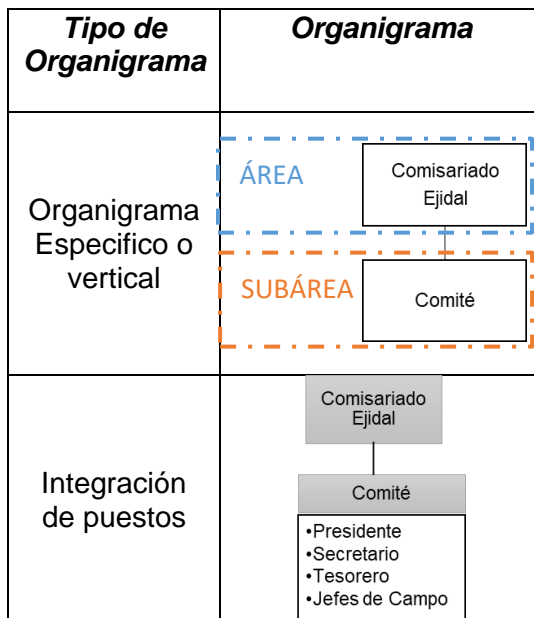 Tipo de
Organigrama
Organigrama
Organigrama
Especifico o
vertical
ÁREA
Comisariado
Ejidal
SUBÁREA
Comité
Integración
de puestos
Comisariado
Ejidal
Comité
•Presidente
•Secretario
•Tesorero
•Jefes de Campo